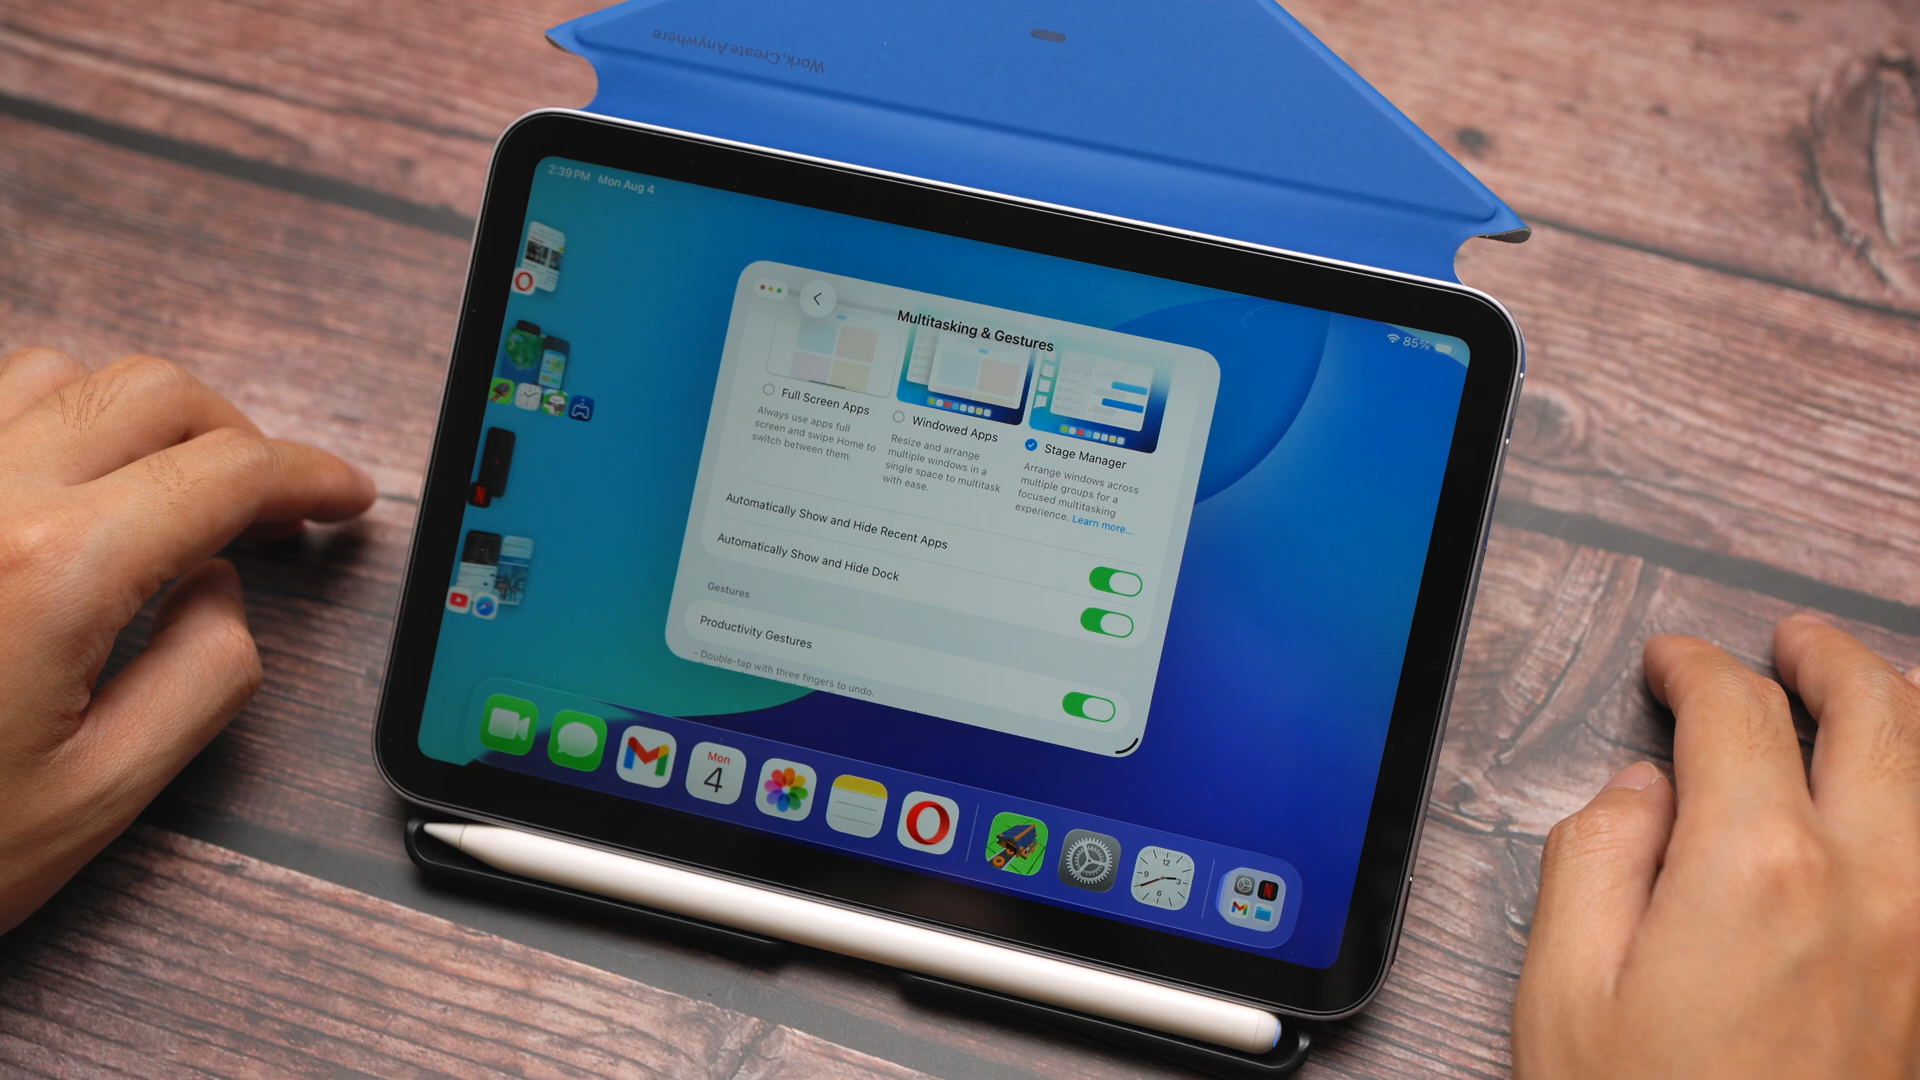 Work, Create Anywhere
2:39 PM Mon Aug 4
85%
Multitasking & Gestures
Full Screen Apps
Always use apps full
screen and swipe Home to
switch between them.
Windowed Apps
Resize and arrange
multiple windows in a
single space to multitask
with ease.
Stage Manager
Arrange windows across
multiple groups for a
focused multitasking
experience. Learn more...
Automatically Show and Hide Recent Apps
Automatically Show and Hide Dock
Gestures
Productivity Gestures
- Double-tap with three fingers to undo.
Mon
4
12
3
6
9